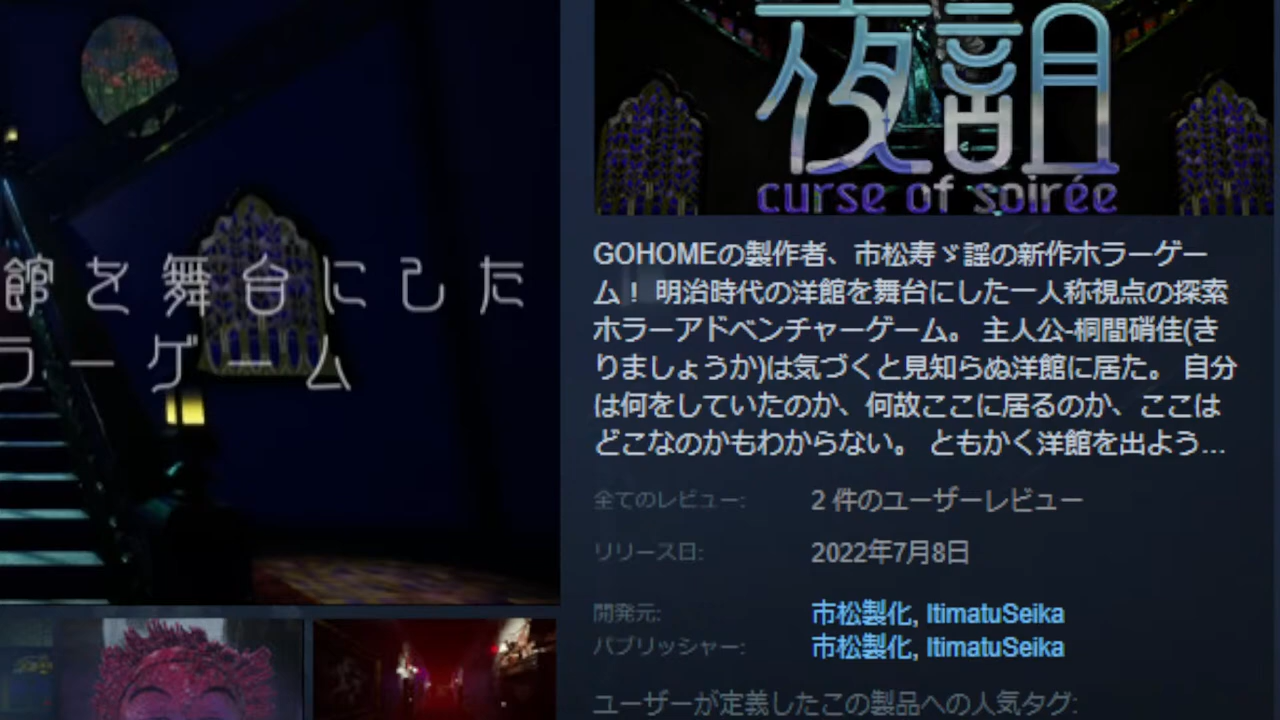 館を舞台にした
ラーゲーム
夜詛
curse of soirée
GOHOMEの製作者、市松寿ゞ謡の新作ホラーゲー
ム！ 明治時代の洋館を舞台にした一人称視点の探索
ホラーアドベンチャーゲーム。 主人公-桐間硝佳(き
りましょうか)は気づくと見知らぬ洋館に居た。 自分
は何をしていたのか、何故ここに居るのか、ここは
どこなのかもわからない。 ともかく洋館を出よう...
全てのレビュー: 2 件のユーザーレビュー
リリース日: 2022年7月8日
開発元: 市松製化, ItimatuSeika
パブリッシャー: 市松製化, ItimatuSeika
ユーザーが定義したこの製品への人気タグ: